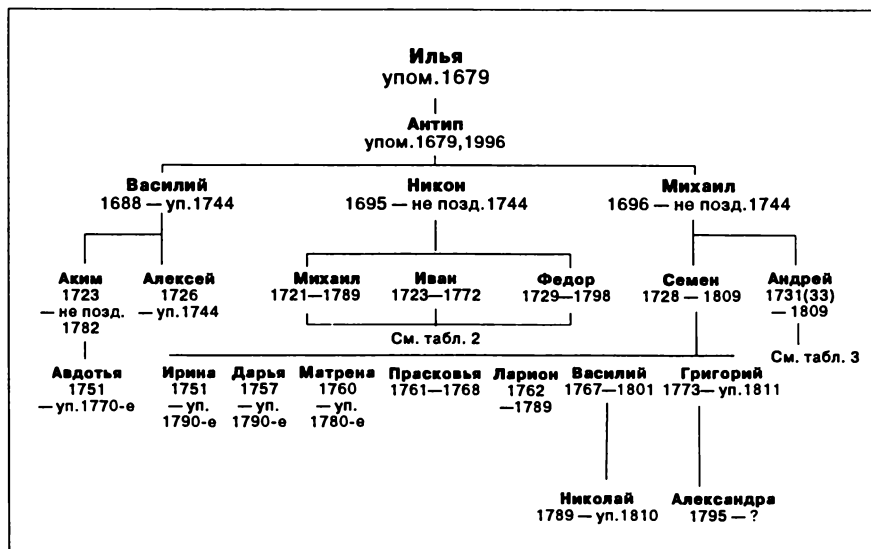 Илья
упом.1679
Антип
упом.1679,1996
Василий Никон Михаил
1688 — уп.1744 1695 — не позд.1744 1696 — не позд.1744
Аким Алексей Михаил Иван Федор Семен Андрей
1723 1726 1721—1789 1723—1772 1729—1798 1728 — 1809 1731(33)
— не позд. — уп.1744 — 1809
1782
См. табл. 2 См. табл. 3
Авдотья Ирина Дарья Матрена Прасковья Ларион Василий Григорий
1751 1751 1757 1760 1761—1768 1762 1767—1801 1773—уп.1811
—уп.1770-е — уп. — уп. — уп. —1789
1790-е 1790-е 1780-е
Николай Александра
1789 — уп.1810 1795 — ?